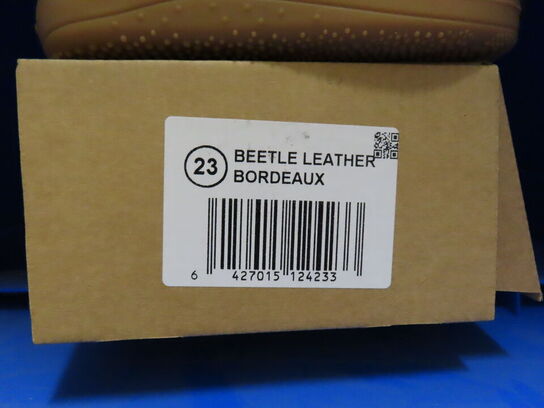 23
BEETLE LEATHER
BORDEAUX
6 427015 124233